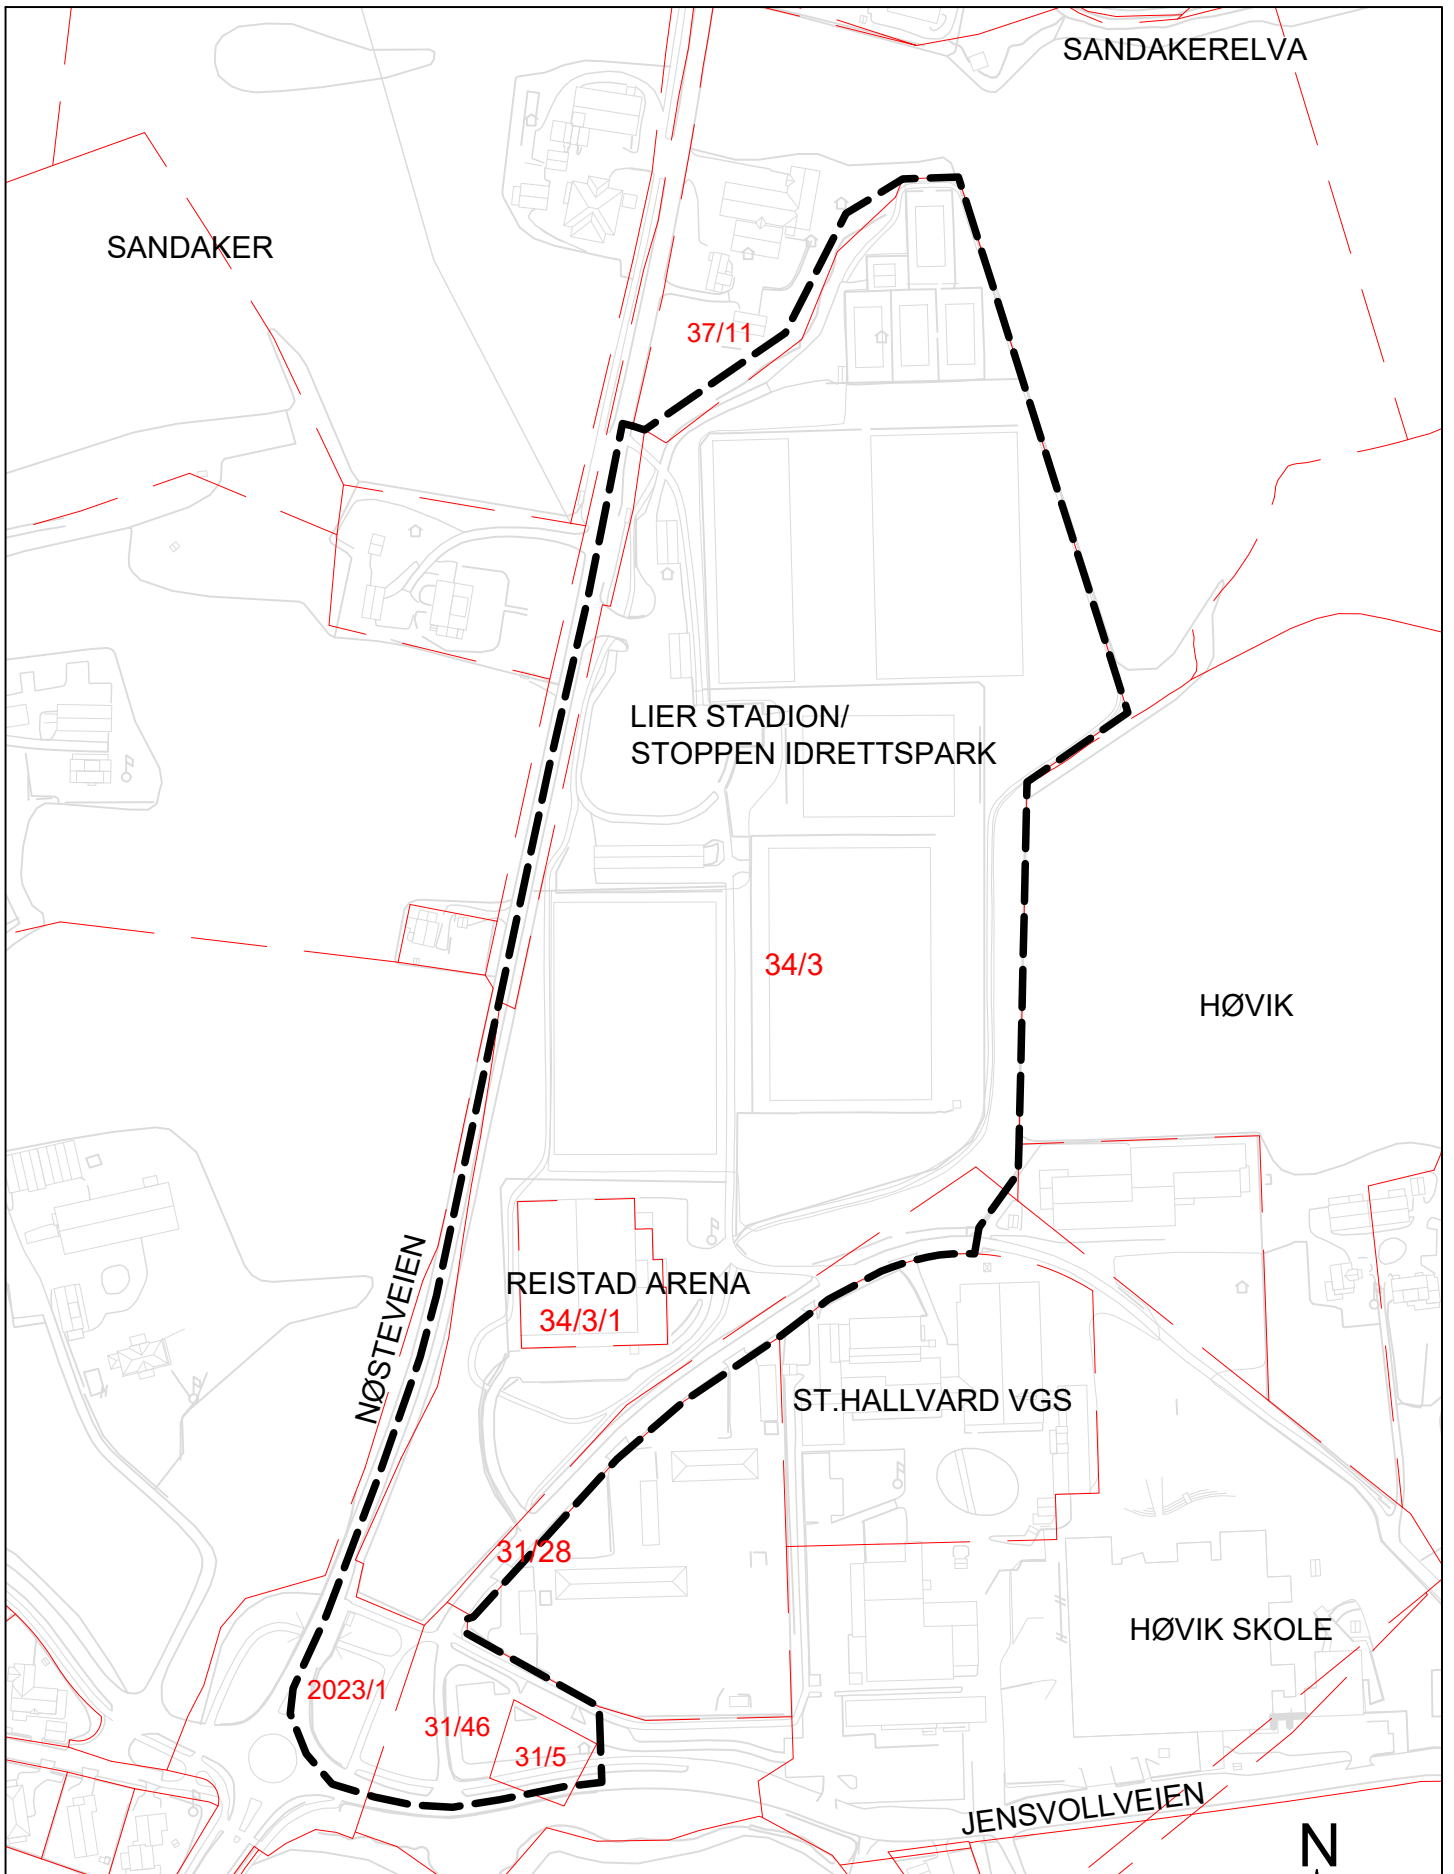 SANDAKERELVA
SANDAKER
37/11
LIER STADION/
STOPPEN IDRETTSPARK
34/3
HØVIK
NØSTEVEIEN
REISTAD ARENA
34/3/1
ST.HALLVARD VGS
31/28
HØVIK SKOLE
2023/1
31/46
31/5
JENSVOLLVEIEN
N